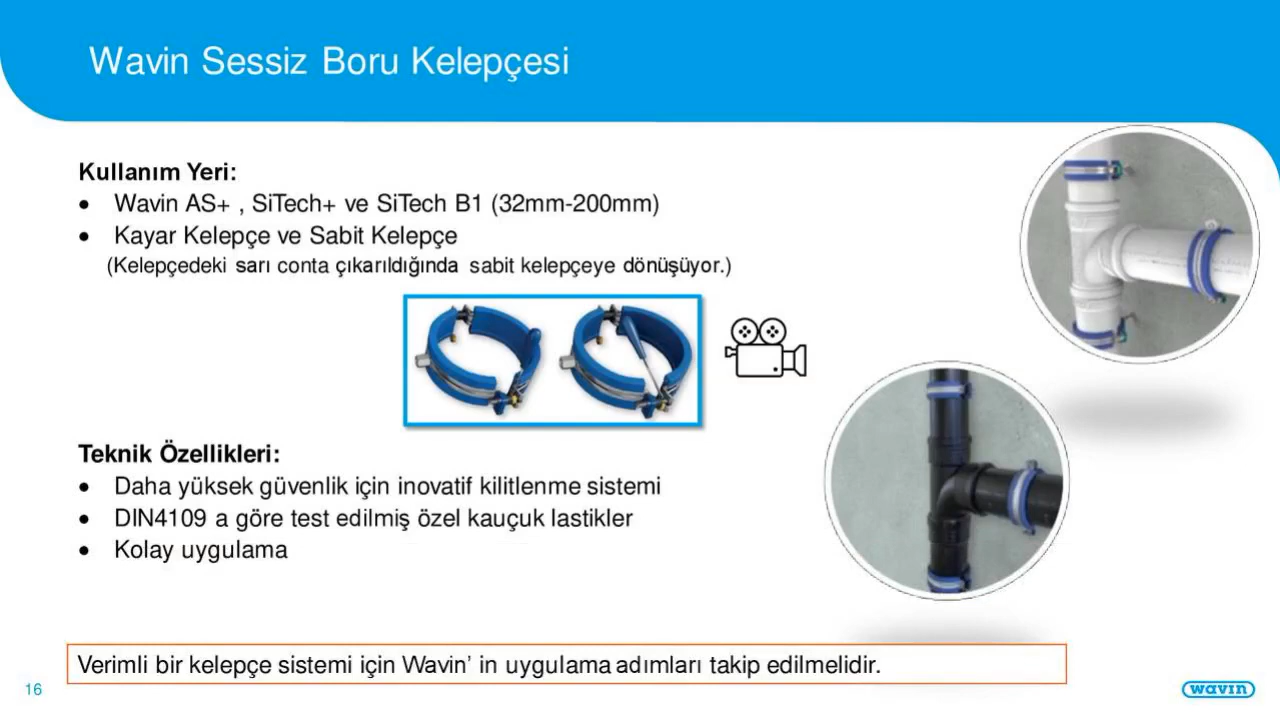 Wavin Sessiz Boru Kelepçesi
Kullanım Yeri:
• Wavin AS+ , SiTech+ ve SiTech B1 (32mm-200mm)
• Kayar Kelepçe ve Sabit Kelepçe
(Kelepçedeki sarı conta çıkarıldığında sabit kelepçeye dönüşüyor.)
Teknik Özellikleri:
• Daha yüksek güvenlik için inovatif kilitlenme sistemi
• DIN4109 a göre test edilmiş özel kauçuk lastikler
• Kolay uygulama
Verimli bir kelepçe sistemi için Wavin’ in uygulama adımları takip edilmelidir.
16
wavin